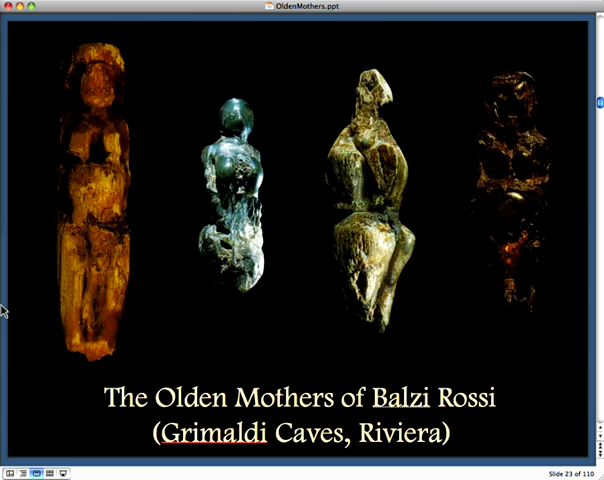 OldenMothers.ppt
The Olden Mothers of Balzi Rossi
(Grimaldi Caves, Riviera)
Slide 23 of 110